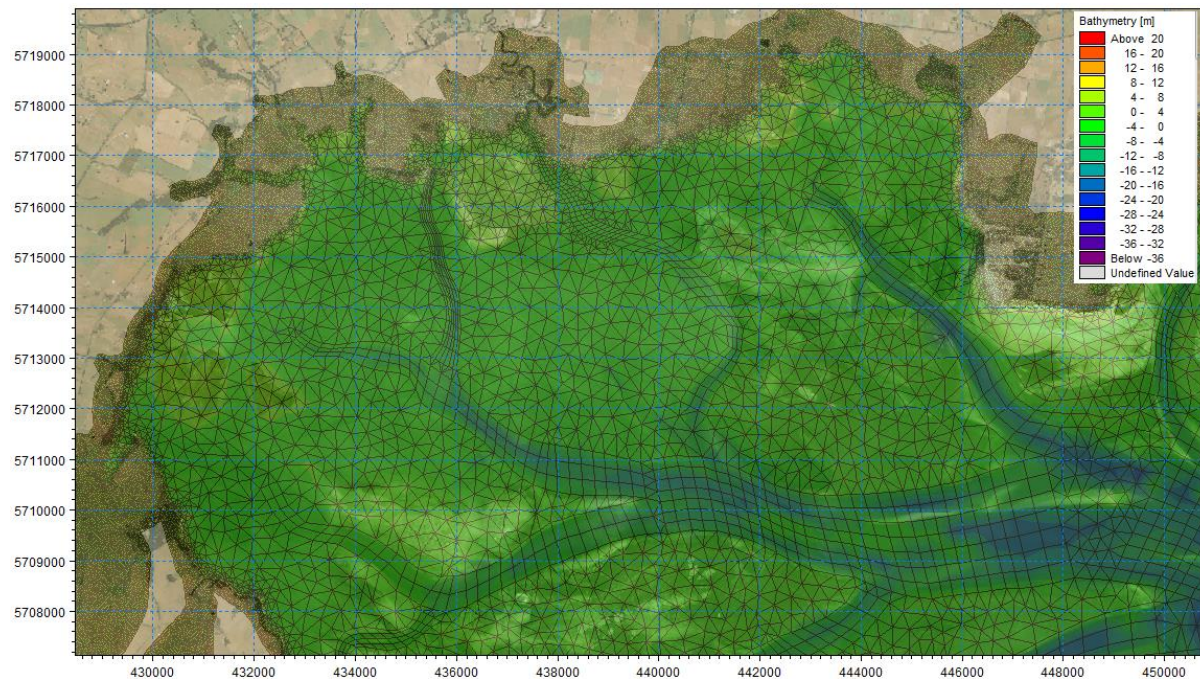 Bathymetry [m]
Above 20
16 - 20
12 - 16
8 - 12
4 - 8
0 - 4
-4 - 0
-8 - -4
-12 - -8
-16 - -12
-20 - -16
-24 - -20
-28 - -24
-32 - -28
-36 - -32
Below -36
Undefined Value
5719000
5718000
5717000
5716000
5715000
5714000
5713000
5712000
5711000
5710000
5709000
5708000
430000 432000 434000 436000 438000 440000 442000 444000 446000 448000 450000